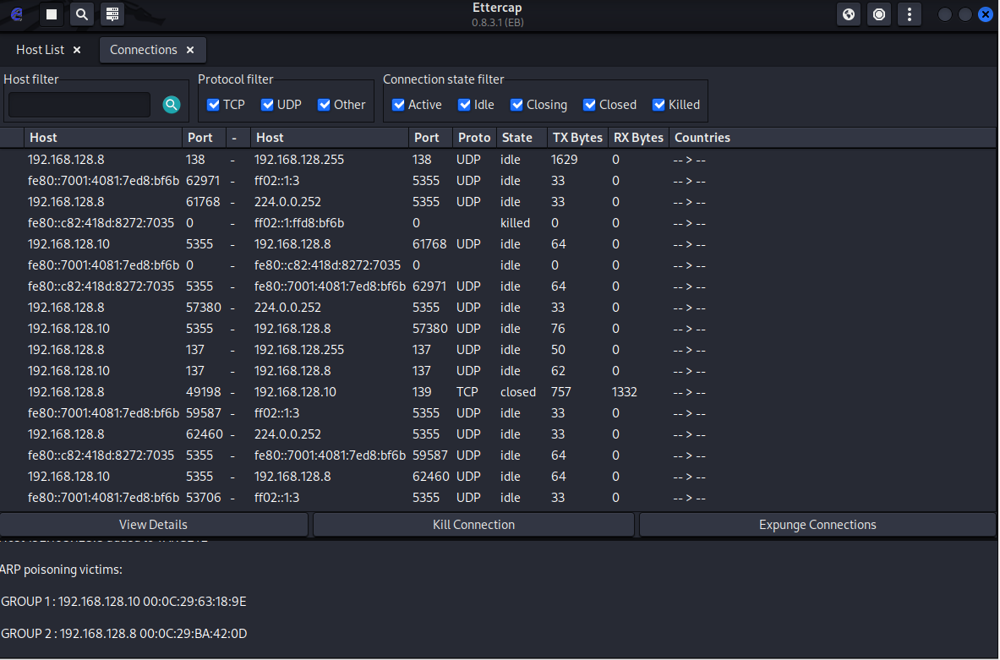 Ettercap
0.8.3.1 (EB)
Host List × Connections ×
Host filter Protocol filter Connection state filter
TCP UDP Other Active Idle Closing Closed Killed
Host Port - Host Port Proto State TX Bytes RX Bytes Countries
192.168.128.8 138 - 192.168.128.255 138 UDP idle 1629 0 -- > --
fe80::7001:4081:7ed8:bf6b 62971 - ff02::1:3 5355 UDP idle 33 0 -- > --
192.168.128.8 61768 - 224.0.0.252 5355 UDP idle 33 0 -- > --
fe80::c82:418d:8272:7035 0 - ff02::1:ffd8:bf6b 0 killed 0 0 -- > --
192.168.128.10 5355 - 192.168.128.8 61768 UDP idle 64 0 -- > --
fe80::7001:4081:7ed8:bf6b 0 - fe80::c82:418d:8272:7035 0 idle 0 0 -- > --
fe80::c82:418d:8272:7035 5355 - fe80::7001:4081:7ed8:bf6b 62971 UDP idle 64 0 -- > --
192.168.128.8 57380 - 224.0.0.252 5355 UDP idle 33 0 -- > --
192.168.128.10 5355 - 192.168.128.8 57380 UDP idle 76 0 -- > --
192.168.128.8 137 - 192.168.128.255 137 UDP idle 50 0 -- > --
192.168.128.10 137 - 192.168.128.8 137 UDP idle 62 0 -- > --
192.168.128.8 49198 - 192.168.128.10 139 TCP closed 757 1332 -- > --
fe80::7001:4081:7ed8:bf6b 59587 - ff02::1:3 5355 UDP idle 33 0 -- > --
192.168.128.8 62460 - 224.0.0.252 5355 UDP idle 33 0 -- > --
fe80::c82:418d:8272:7035 5355 - fe80::7001:4081:7ed8:bf6b 59587 UDP idle 64 0 -- > --
192.168.128.10 5355 - 192.168.128.8 62460 UDP idle 64 0 -- > --
fe80::7001:4081:7ed8:bf6b 53706 - ff02::1:3 5355 UDP idle 33 0 -- > --
View Details Kill Connection Expunge Connections
ARP poisoning victims:
GROUP 1 : 192.168.128.10 00:0C:29:63:18:9E
GROUP 2 : 192.168.128.8 00:0C:29:BA:42:0D